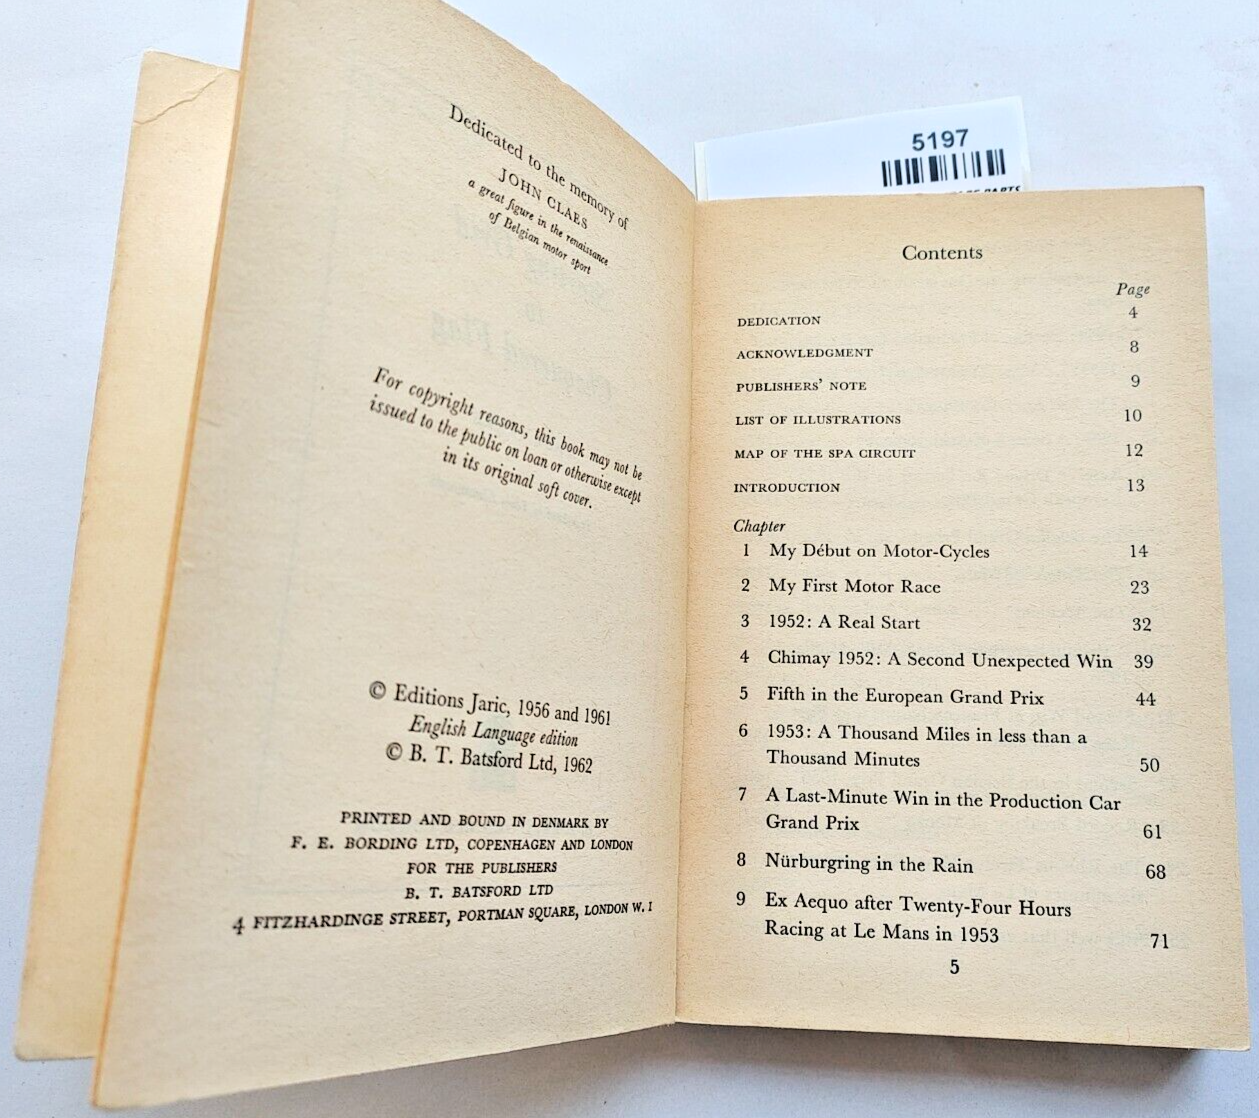 Dedicated to the memory of
JOHN CLAES
a great figure in the renaissance
of Belgian motor sport
For copyright reasons, this book may not be
issued to the public on loan or otherwise except
in its original soft cover.
© Editions Jaric, 1956 and 1961
English Language edition
© B. T. Batsford Ltd, 1962
PRINTED AND BOUND IN DENMARK BY
F. E. BORDING LTD, COPENHAGEN AND LONDON
FOR THE PUBLISHERS
B. T. BATSFORD LTD
4 FITZHARDINGE STREET, PORTMAN SQUARE, LONDON W. 1
5197
PARTS
Contents
Page
DEDICATION 4
ACKNOWLEDGMENT 8
PUBLISHERS' NOTE 9
LIST OF ILLUSTRATIONS 10
MAP OF THE SPA CIRCUIT 12
INTRODUCTION 13
Chapter
1 My Début on Motor-Cycles 14
2 My First Motor Race 23
3 1952: A Real Start 32
4 Chimay 1952: A Second Unexpected Win 39
5 Fifth in the European Grand Prix 44
6 1953: A Thousand Miles in less than a
Thousand Minutes 50
7 A Last-Minute Win in the Production Car
Grand Prix 61
8 Nürburgring in the Rain 68
9 Ex Aequo after Twenty-Four Hours
Racing at Le Mans in 1953 71
5